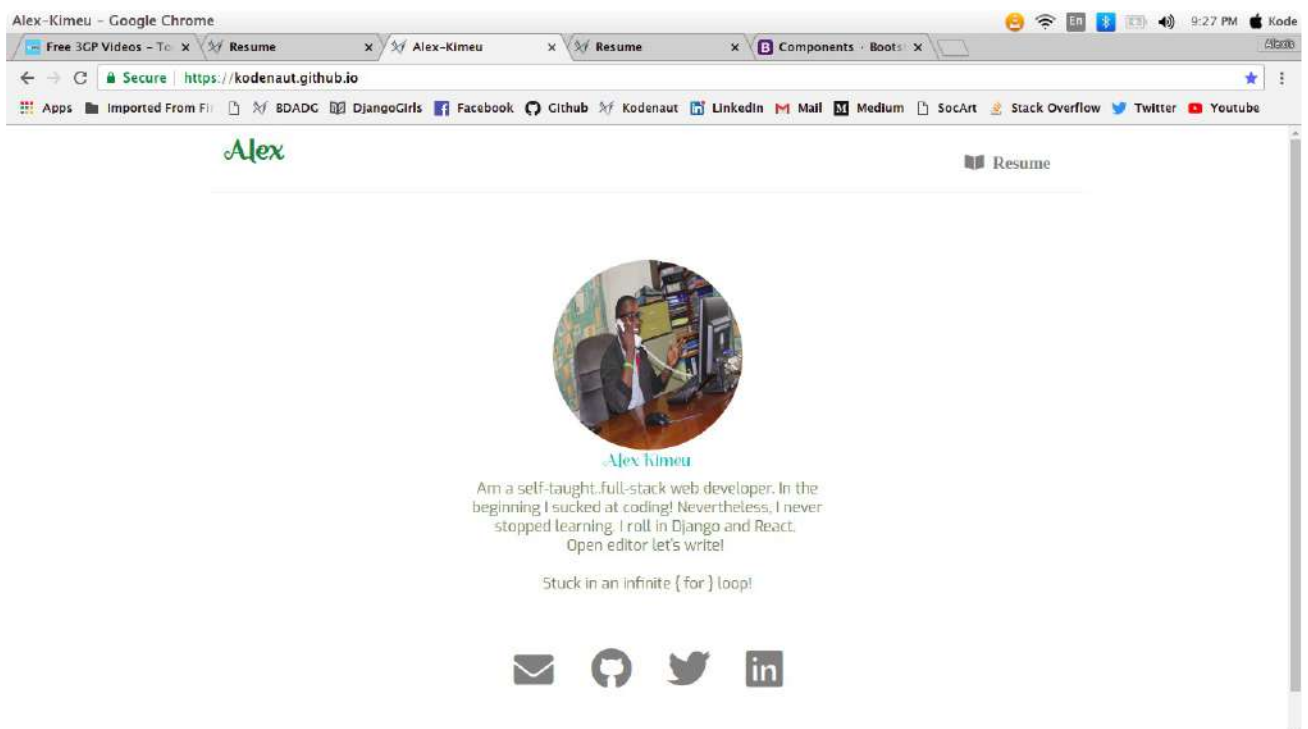 Alex-Kimeu - Google Chrome
En
9:27 PM
Kode
Free 3GP Videos - To
Resume
Alex-Kimeu
Resume
Components · Boots
Alexis
Secure
https://kodenaut.github.io
Apps
Imported From Fi
BDADC
DjangoGirls
Facebook
Github
Kodenaut
LinkedIn
Mail
Medium
SocArt
Stack Overflow
Twitter
Youtube
Alex
Resume
Alex Kimeu
Am a self-taught..full-stack web developer. In the
beginning I sucked at coding! Nevertheless, I never
stopped learning. I roll in Django and React.
Open editor let's write!
Stuck in an infinite { for } loop!
in